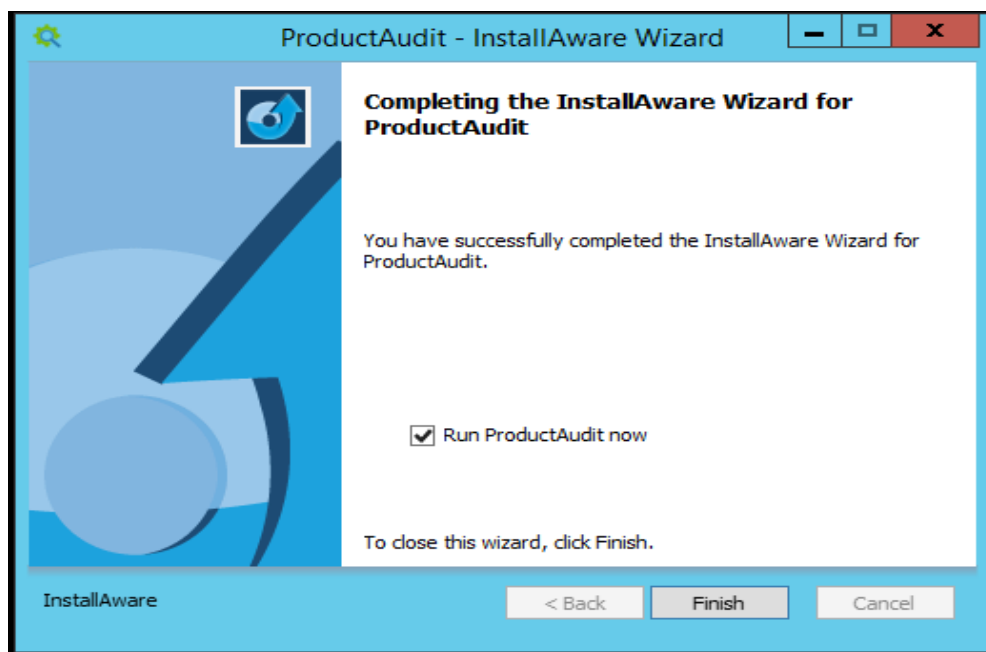 ProductAudit - InstallAware Wizard
Completing the InstallAware Wizard for
ProductAudit
You have successfully completed the InstallAware Wizard for
ProductAudit.
Run ProductAudit now
To close this wizard, click Finish.
InstallAware
< Back
Finish
Cancel